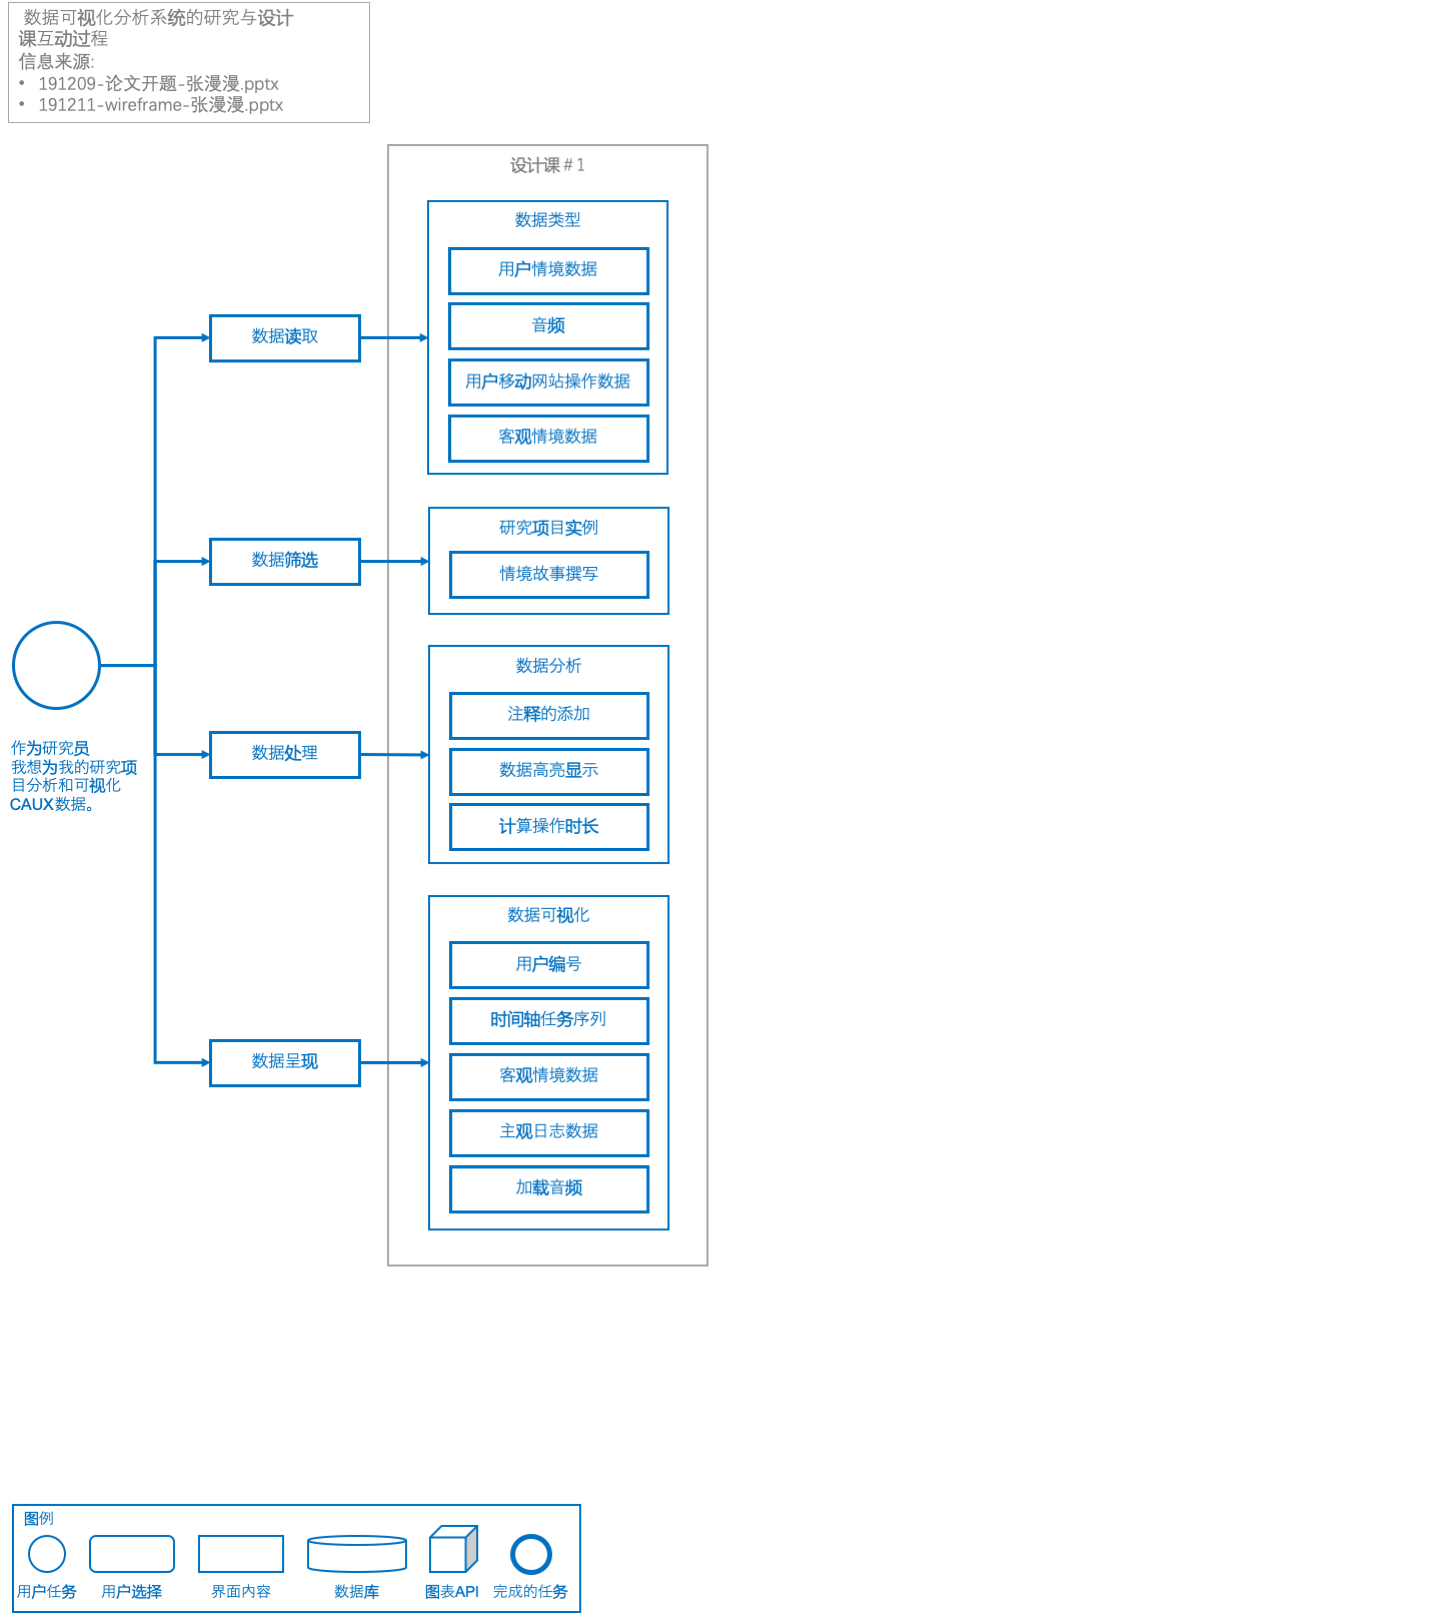 数据可视化分析系统的研究与设计
课互动过程
信息来源:
• 191209-论文开题-张漫漫.pptx
• 191211-wireframe-张漫漫.pptx
设计课 # 1
数据类型
用户情境数据
音频
用户移动网站操作数据
客观情境数据
数据读取
研究项目实例
情境故事撰写
数据筛选
作为研究员
我想为我的研究项
目分析和可视化
CAUX数据。
数据分析
注释的添加
数据高亮显示
计算操作时长
数据处理
数据可视化
用户编号
时间轴任务序列
客观情境数据
主观日志数据
加载音频
数据呈现
图例
用户任务
用户选择
界面内容
数据库
图表API
完成的任务